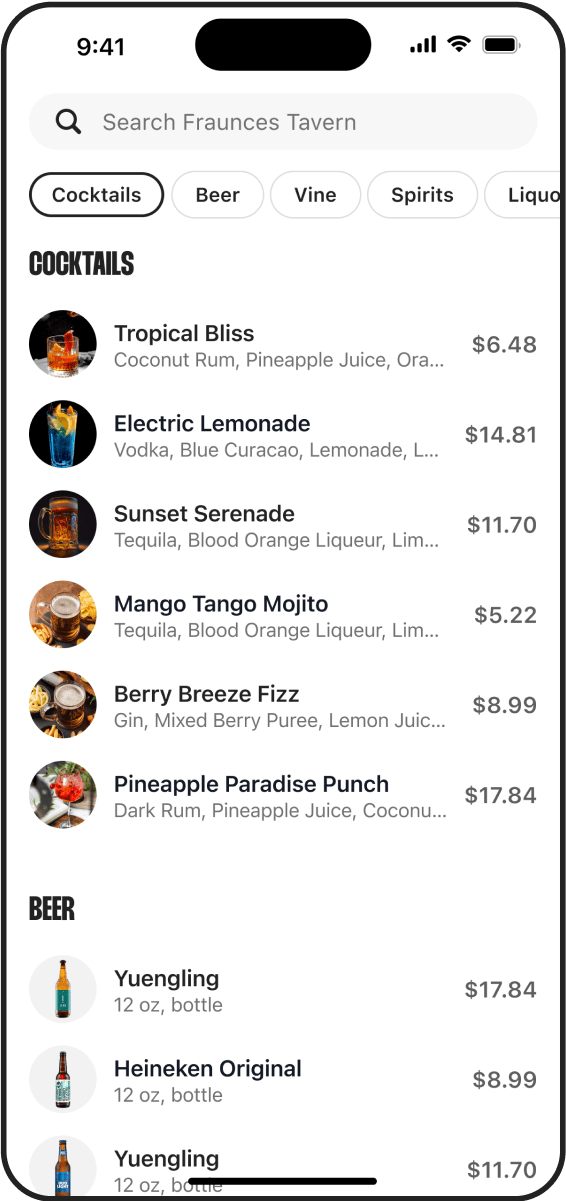 9:41
Search Fraunces Tavern
Cocktails Beer Vine Spirits Liquo
COCKTAILS
Tropical Bliss
Coconut Rum, Pineapple Juice, Ora...
$6.48
Electric Lemonade
Vodka, Blue Curacao, Lemonade, L...
$14.81
Sunset Serenade
Tequila, Blood Orange Liqueur, Lim...
$11.70
Mango Tango Mojito
Tequila, Blood Orange Liqueur, Lim...
$5.22
Berry Breeze Fizz
Gin, Mixed Berry Puree, Lemon Juic...
$8.99
Pineapple Paradise Punch
Dark Rum, Pineapple Juice, Coconu...
$17.84
BEER
Yuengling
12 oz, bottle
$17.84
Heineken Original
12 oz, bottle
$8.99
Yuengling
12 oz, bottle
$11.70